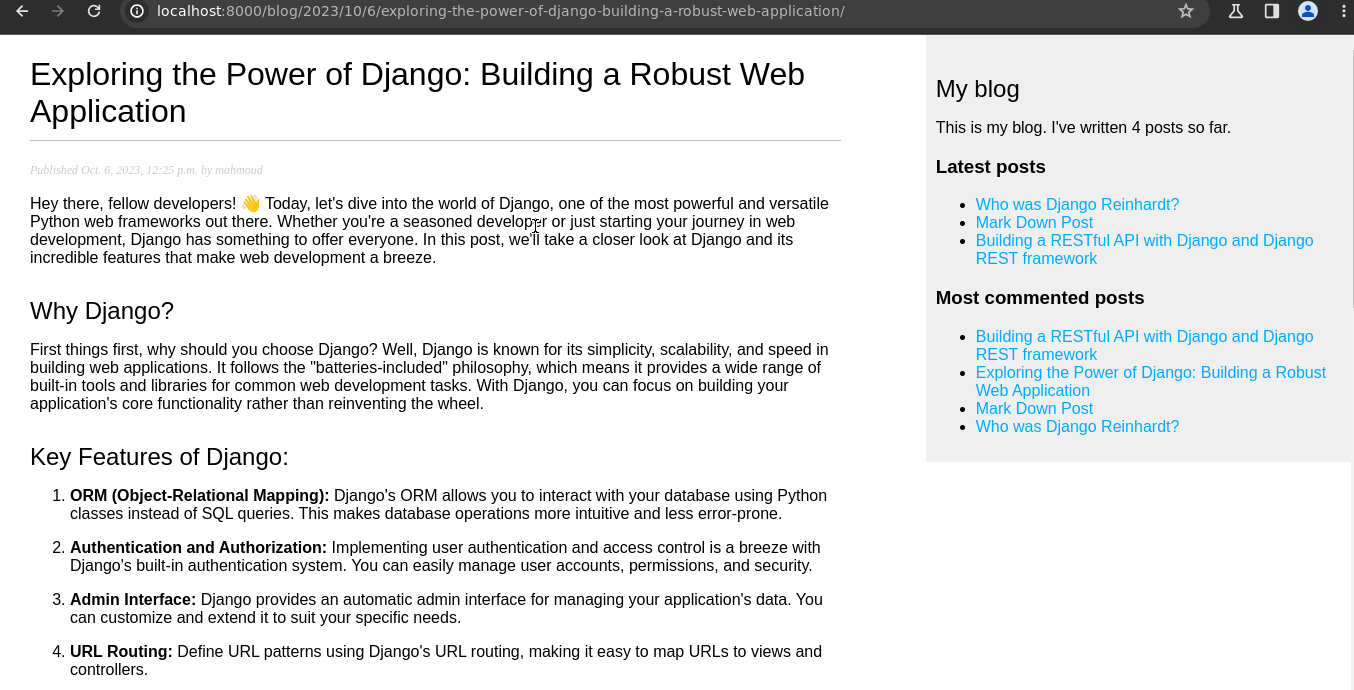 localhost:8000/blog/2023/10/6/exploring-the-power-of-django-building-a-robust-web-application/
Exploring the Power of Django: Building a Robust Web
Application
Published Oct. 6, 2023, 12:25 p.m. by mahmoud
Hey there, fellow developers! 👋 Today, let's dive into the world of Django, one of the most powerful and versatile
Python web frameworks out there. Whether you're a seasoned developer or just starting your journey in web
development, Django has something to offer everyone. In this post, we'll take a closer look at Django and its
incredible features that make web development a breeze.
Why Django?
First things first, why should you choose Django? Well, Django is known for its simplicity, scalability, and speed in
building web applications. It follows the "batteries-included" philosophy, which means it provides a wide range of
built-in tools and libraries for common web development tasks. With Django, you can focus on building your
application's core functionality rather than reinventing the wheel.
Key Features of Django:
1. ORM (Object-Relational Mapping): Django's ORM allows you to interact with your database using Python
classes instead of SQL queries. This makes database operations more intuitive and less error-prone.
2. Authentication and Authorization: Implementing user authentication and access control is a breeze with
Django's built-in authentication system. You can easily manage user accounts, permissions, and security.
3. Admin Interface: Django provides an automatic admin interface for managing your application's data. You
can customize and extend it to suit your specific needs.
4. URL Routing: Define URL patterns using Django's URL routing, making it easy to map URLs to views and
controllers.
My blog
This is my blog. I've written 4 posts so far.
Latest posts
• Who was Django Reinhardt?
• Mark Down Post
• Building a RESTful API with Django and Django
REST framework
Most commented posts
• Building a RESTful API with Django and Django
REST framework
• Exploring the Power of Django: Building a Robust
Web Application
• Mark Down Post
• Who was Django Reinhardt?